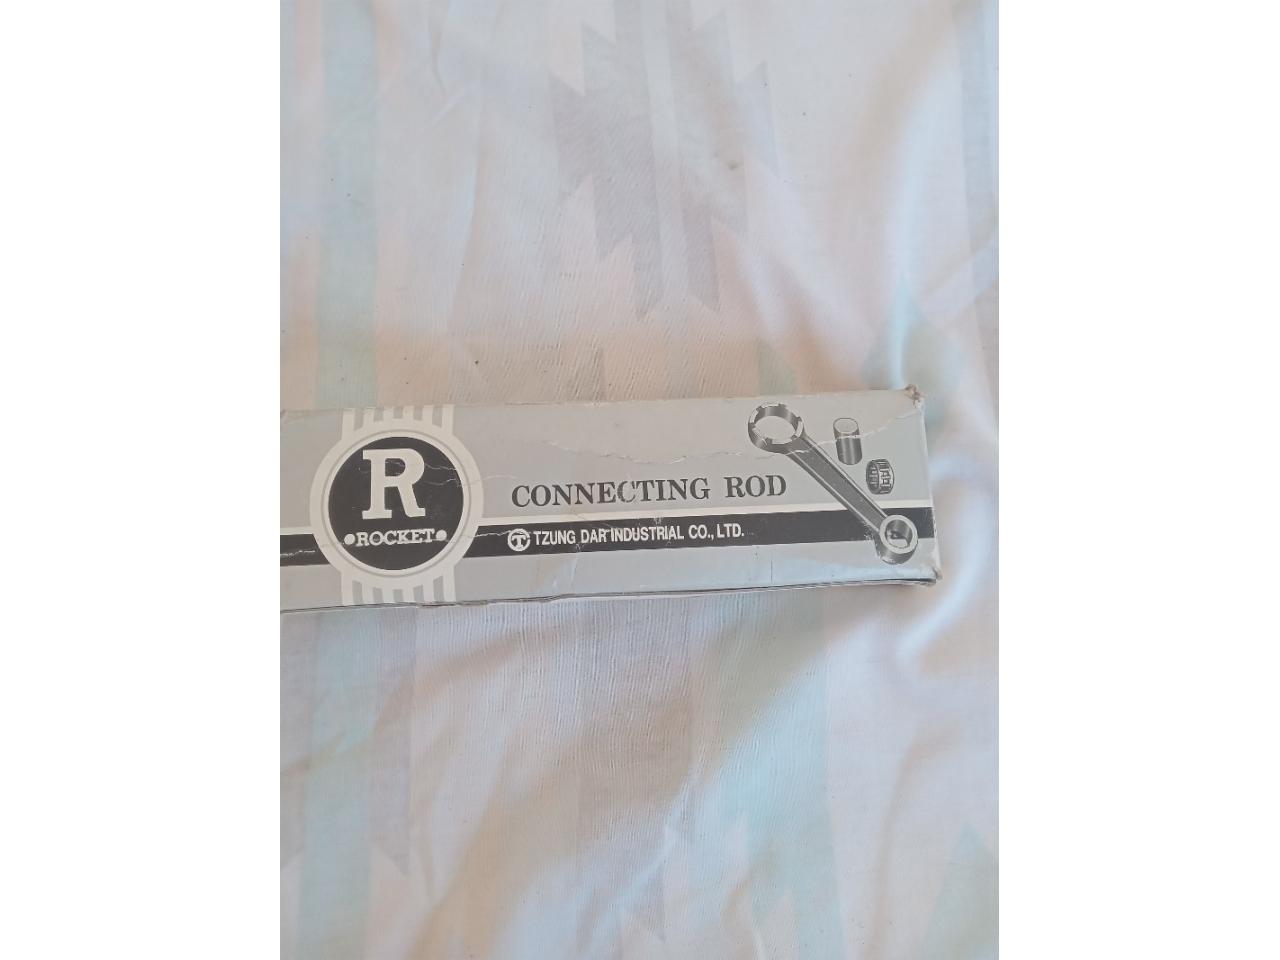 R
•ROCKET•
CONNECTING ROD
TZUNG DAR INDUSTRIAL CO., LTD.